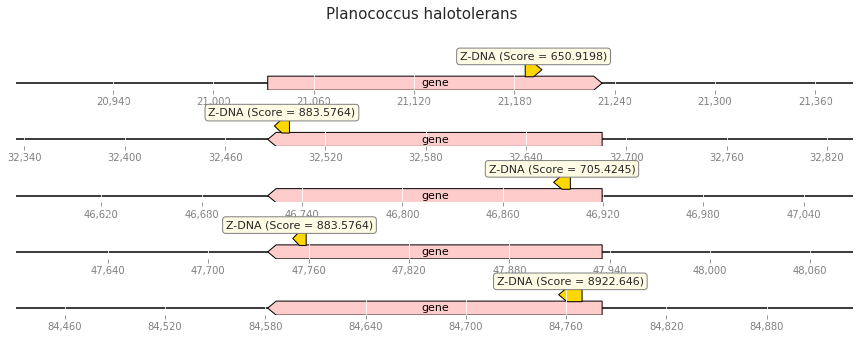 Planococcus halotolerans
Z-DNA (Score = 650.9198)
gene
20,940 21,000 21,060 21,120 21,180 21,240 21,300 21,360
Z-DNA (Score = 883.5764)
gene
32,340 32,400 32,460 32,520 32,580 32,640 32,700 32,760 32,820
Z-DNA (Score = 705.4245)
gene
46,620 46,680 46,740 46,800 46,860 46,920 46,980 47,040
Z-DNA (Score = 883.5764)
gene
47,640 47,700 47,760 47,820 47,880 47,940 48,000 48,060
Z-DNA (Score = 8922.646)
gene
84,460 84,520 84,580 84,640 84,700 84,760 84,820 84,880